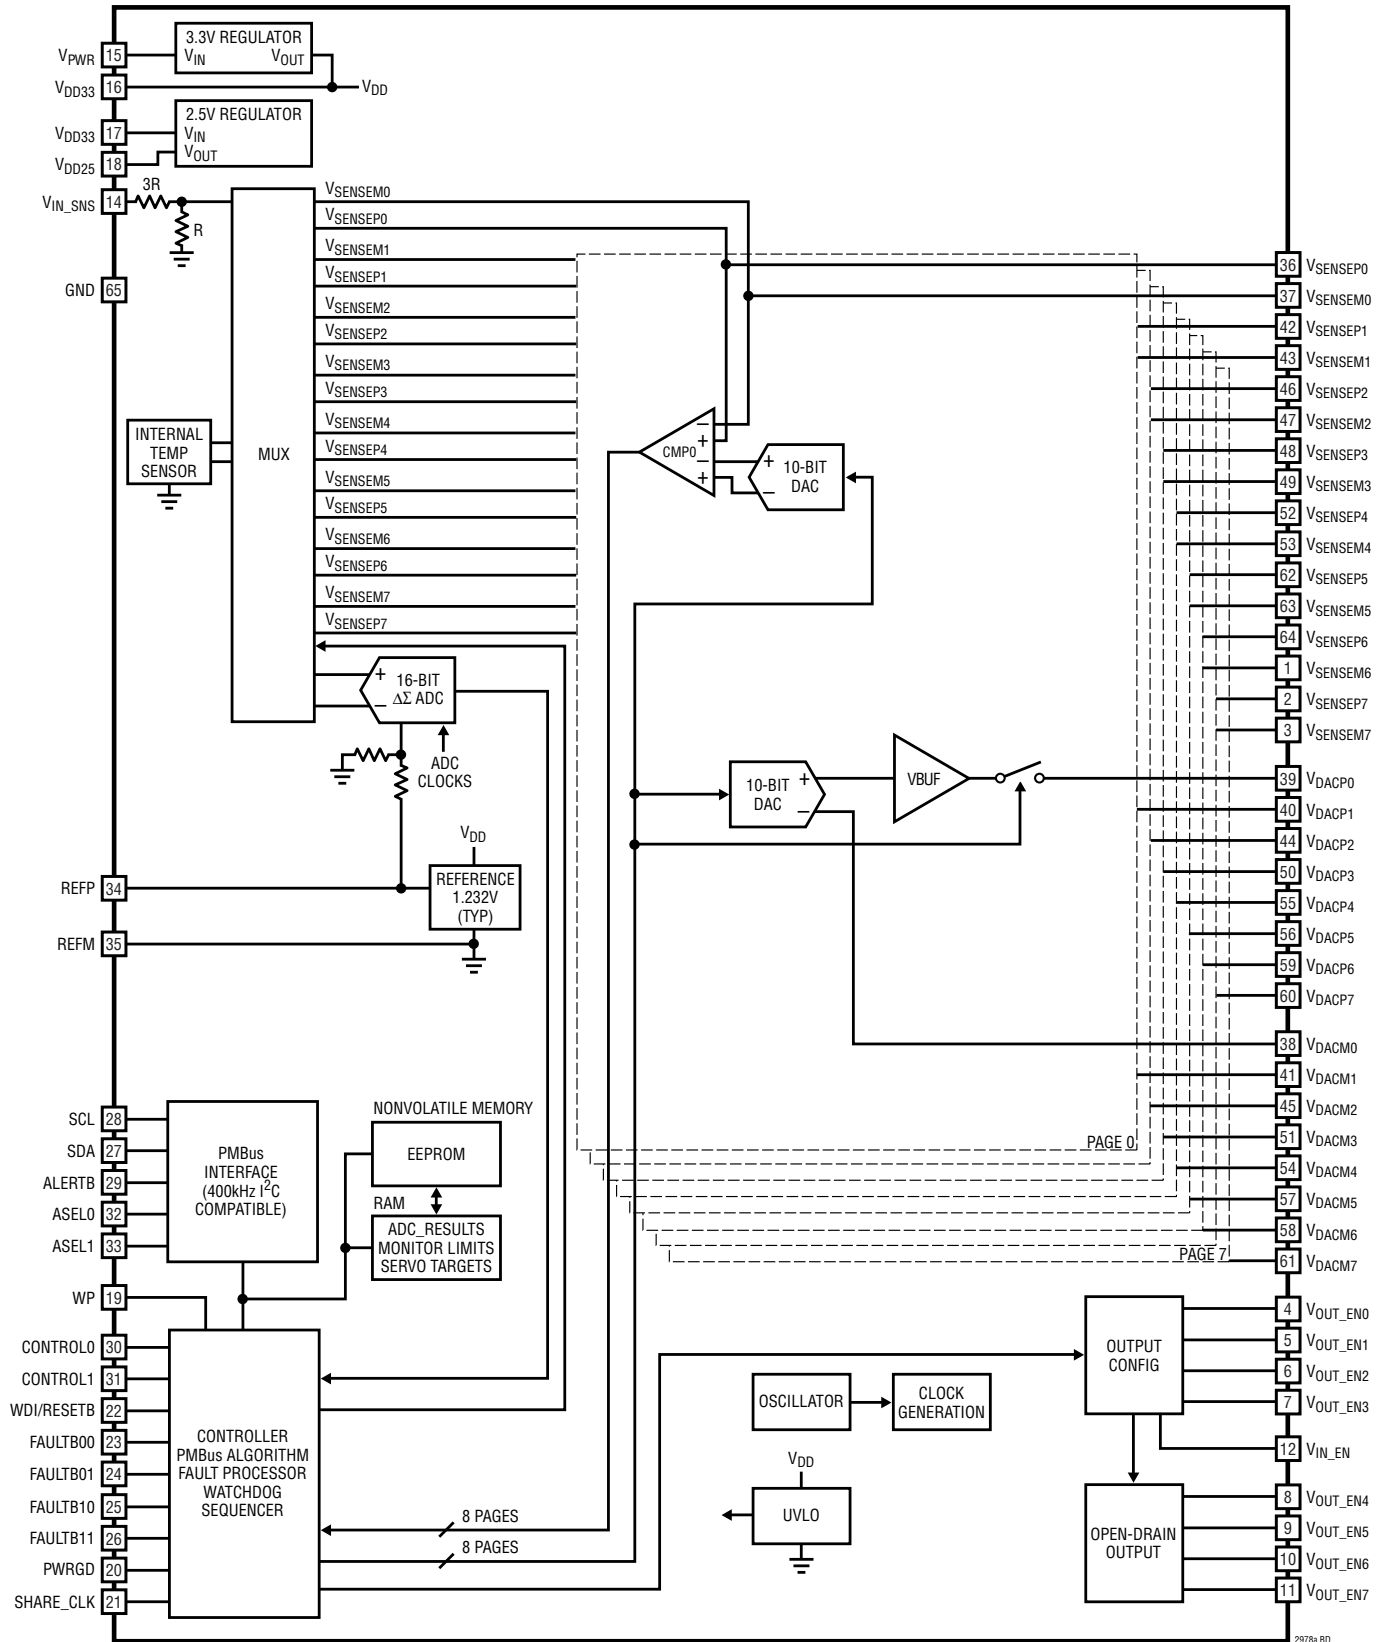 3.3V REGULATOR
VIN VOUT
VPWR 15
VDD33 16
VDD
2.5V REGULATOR
VIN
VOUT
VDD33 17
VDD25 18
VIN_SNS 14
3R
R
GND 65
INTERNAL
TEMP
SENSOR
MUX
VSENSEM0
VSENSEP0
VSENSEM1
VSENSEP1
VSENSEM2
VSENSEP2
VSENSEM3
VSENSEP3
VSENSEM4
VSENSEP4
VSENSEM5
VSENSEP5
VSENSEM6
VSENSEP6
VSENSEM7
VSENSEP7
+
16-BIT
ΔΣ ADC
–
ADC
CLOCKS
VDD
REFERENCE
1.232V
(TYP)
REFP 34
REFM 35
–
+
–
+
CMP0
+
10-BIT
DAC
–
10-BIT
DAC
+
–
VBUF
36 VSENSEP0
37 VSENSEM0
42 VSENSEP1
43 VSENSEM1
46 VSENSEP2
47 VSENSEM2
48 VSENSEP3
49 VSENSEM3
52 VSENSEP4
53 VSENSEM4
62 VSENSEP5
63 VSENSEM5
64 VSENSEP6
1 VSENSEM6
2 VSENSEP7
3 VSENSEM7
39 VDACP0
40 VDACP1
44 VDACP2
50 VDACP3
55 VDACP4
56 VDACP5
59 VDACP6
60 VDACP7
38 VDACM0
41 VDACM1
45 VDACM2
51 VDACM3
54 VDACM4
57 VDACM5
58 VDACM6
61 VDACM7
PAGE 0
PAGE 7
SCL 28
SDA 27
ALERTB 29
ASEL0 32
ASEL1 33
PMBus
INTERFACE
(400kHz I2C
COMPATIBLE)
NONVOLATILE MEMORY
EEPROM
RAM
ADC_RESULTS
MONITOR LIMITS
SERVO TARGETS
WP 19
CONTROL0 30
CONTROL1 31
WDI/RESETB 22
FAULTB00 23
FAULTB01 24
FAULTB10 25
FAULTB11 26
PWRGD 20
SHARE_CLK 21
CONTROLLER
PMBus ALGORITHM
FAULT PROCESSOR
WATCHDOG
SEQUENCER
8 PAGES
8 PAGES
OSCILLATOR
CLOCK
GENERATION
VDD
UVLO
OUTPUT
CONFIG
OPEN-DRAIN
OUTPUT
4 VOUT_EN0
5 VOUT_EN1
6 VOUT_EN2
7 VOUT_EN3
12 VIN_EN
8 VOUT_EN4
9 VOUT_EN5
10 VOUT_EN6
11 VOUT_EN7
2978a BD